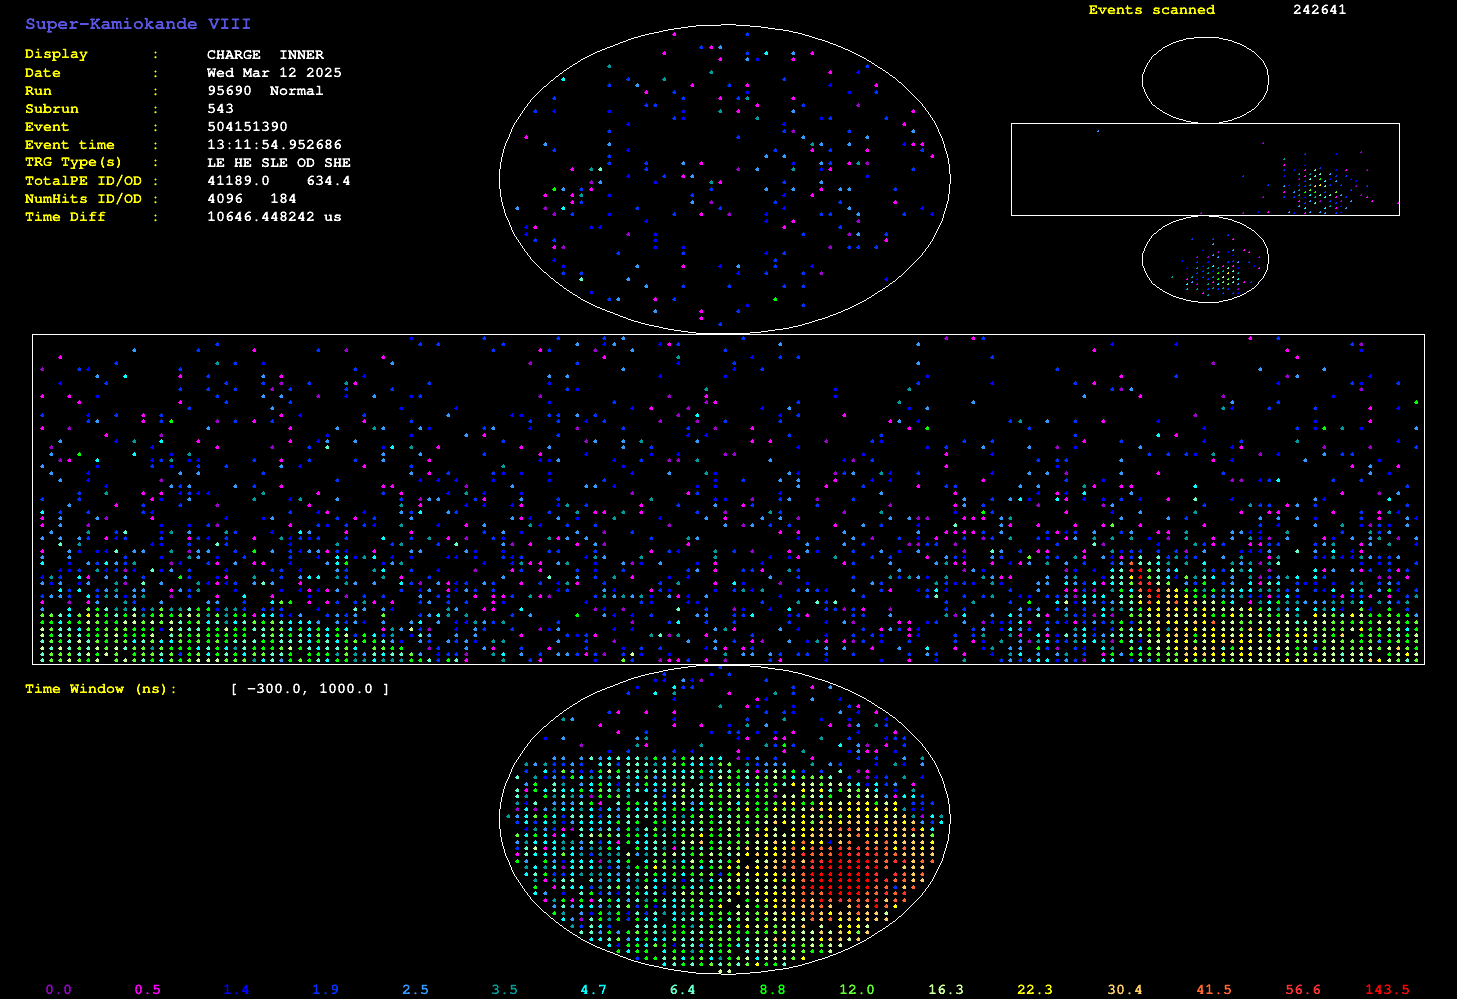 Super-Kamiokande VIII
Events scanned 242641
Display : CHARGE INNER
Date : Wed Mar 12 2025
Run : 95690 Normal
Subrun : 543
Event : 504151390
Event time : 13:11:54.952686
TRG Type(s) : LE HE SLE OD SHE
TotalPE ID/OD : 41189.0 634.4
NumHits ID/OD : 4096 184
Time Diff : 10646.448242 us
Time Window (ns): [ -300.0, 1000.0 ]
0.0 0.5 1.4 1.9 2.5 3.5 4.7 6.4 8.8 12.0 16.3 22.3 30.4 41.5 56.6 143.5